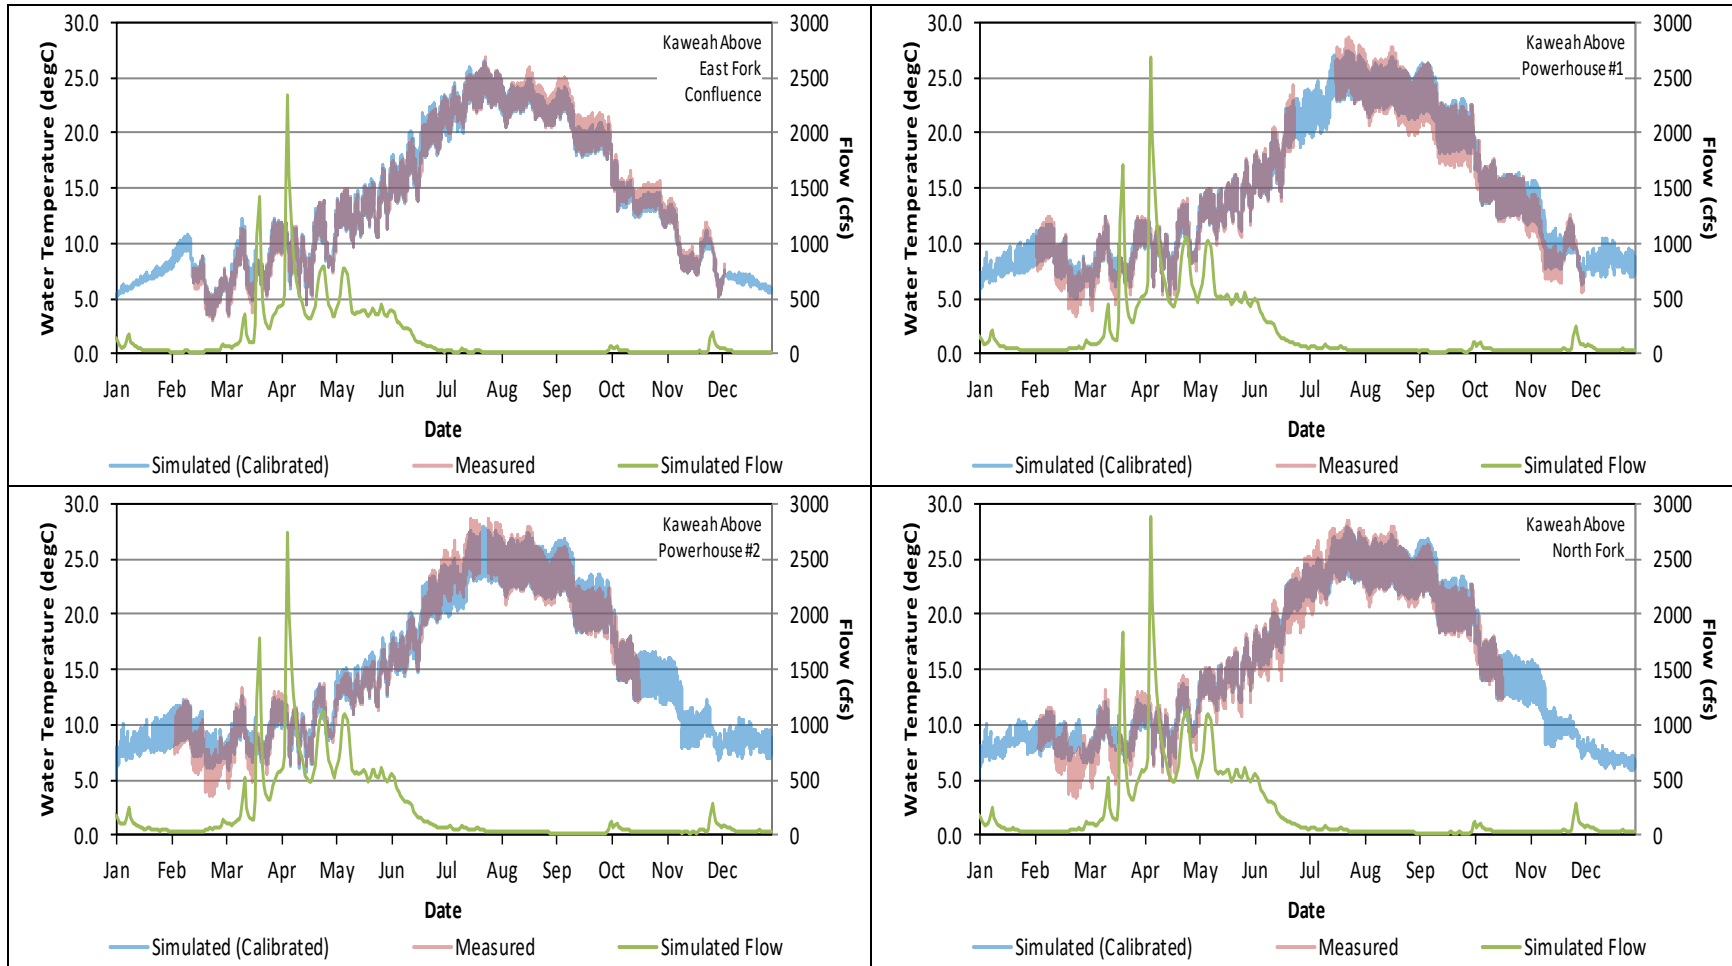 30.0
25.0
20.0
15.0
10.0
5.0
0.0
Water Temperature (degC)
3000
2500
2000
1500
1000
500
0
Flow (cfs)
Kaweah Above
East Fork
Confluence
Jan Feb Mar Apr May Jun Jul Aug Sep Oct Nov Dec
Date
Simulated (Calibrated) Measured Simulated Flow
30.0
25.0
20.0
15.0
10.0
5.0
0.0
Water Temperature (degC)
3000
2500
2000
1500
1000
500
0
Flow (cfs)
Kaweah Above
Powerhouse #1
Jan Feb Mar Apr May Jun Jul Aug Sep Oct Nov Dec
Date
Simulated (Calibrated) Measured Simulated Flow
30.0
25.0
20.0
15.0
10.0
5.0
0.0
Water Temperature (degC)
3000
2500
2000
1500
1000
500
0
Flow (cfs)
Kaweah Above
Powerhouse #2
Jan Feb Mar Apr May Jun Jul Aug Sep Oct Nov Dec
Date
Simulated (Calibrated) Measured Simulated Flow
30.0
25.0
20.0
15.0
10.0
5.0
0.0
Water Temperature (degC)
3000
2500
2000
1500
1000
500
0
Flow (cfs)
Kaweah Above
North Fork
Jan Feb Mar Apr May Jun Jul Aug Sep Oct Nov Dec
Date
Simulated (Calibrated) Measured Simulated Flow